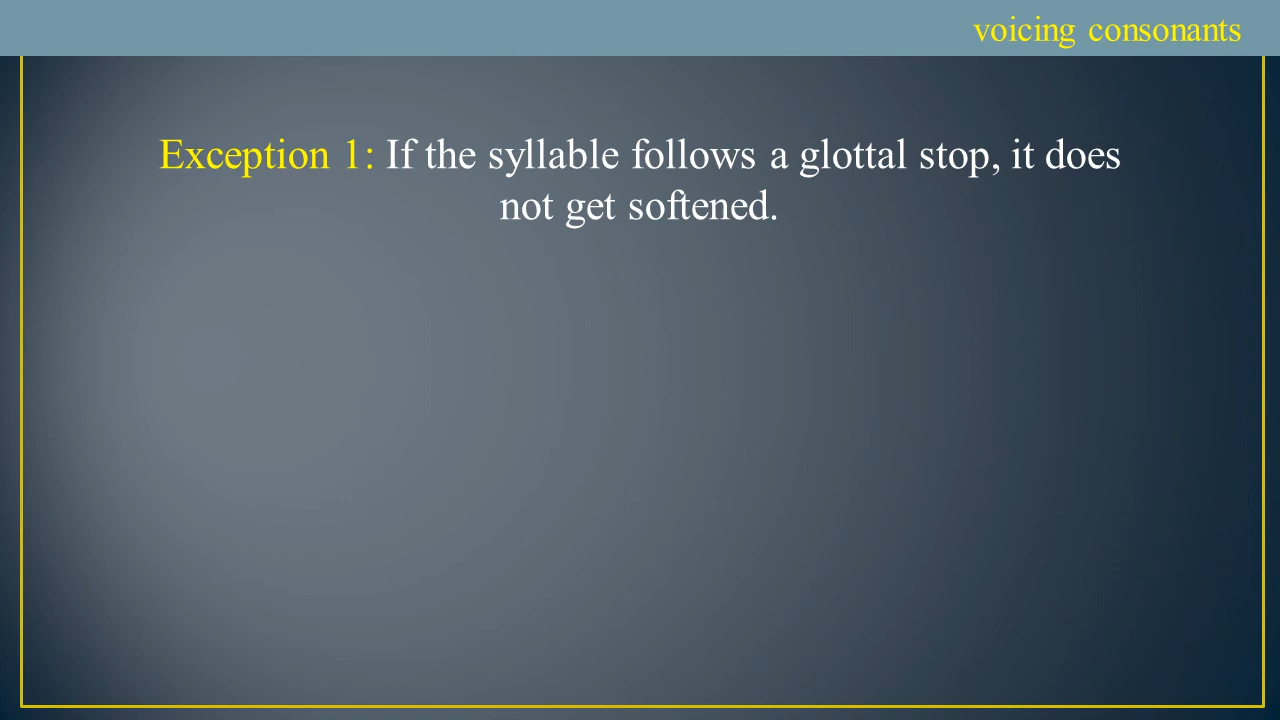 voicing consonants
Exception 1: If the syllable follows a glottal stop, it does
not get softened.